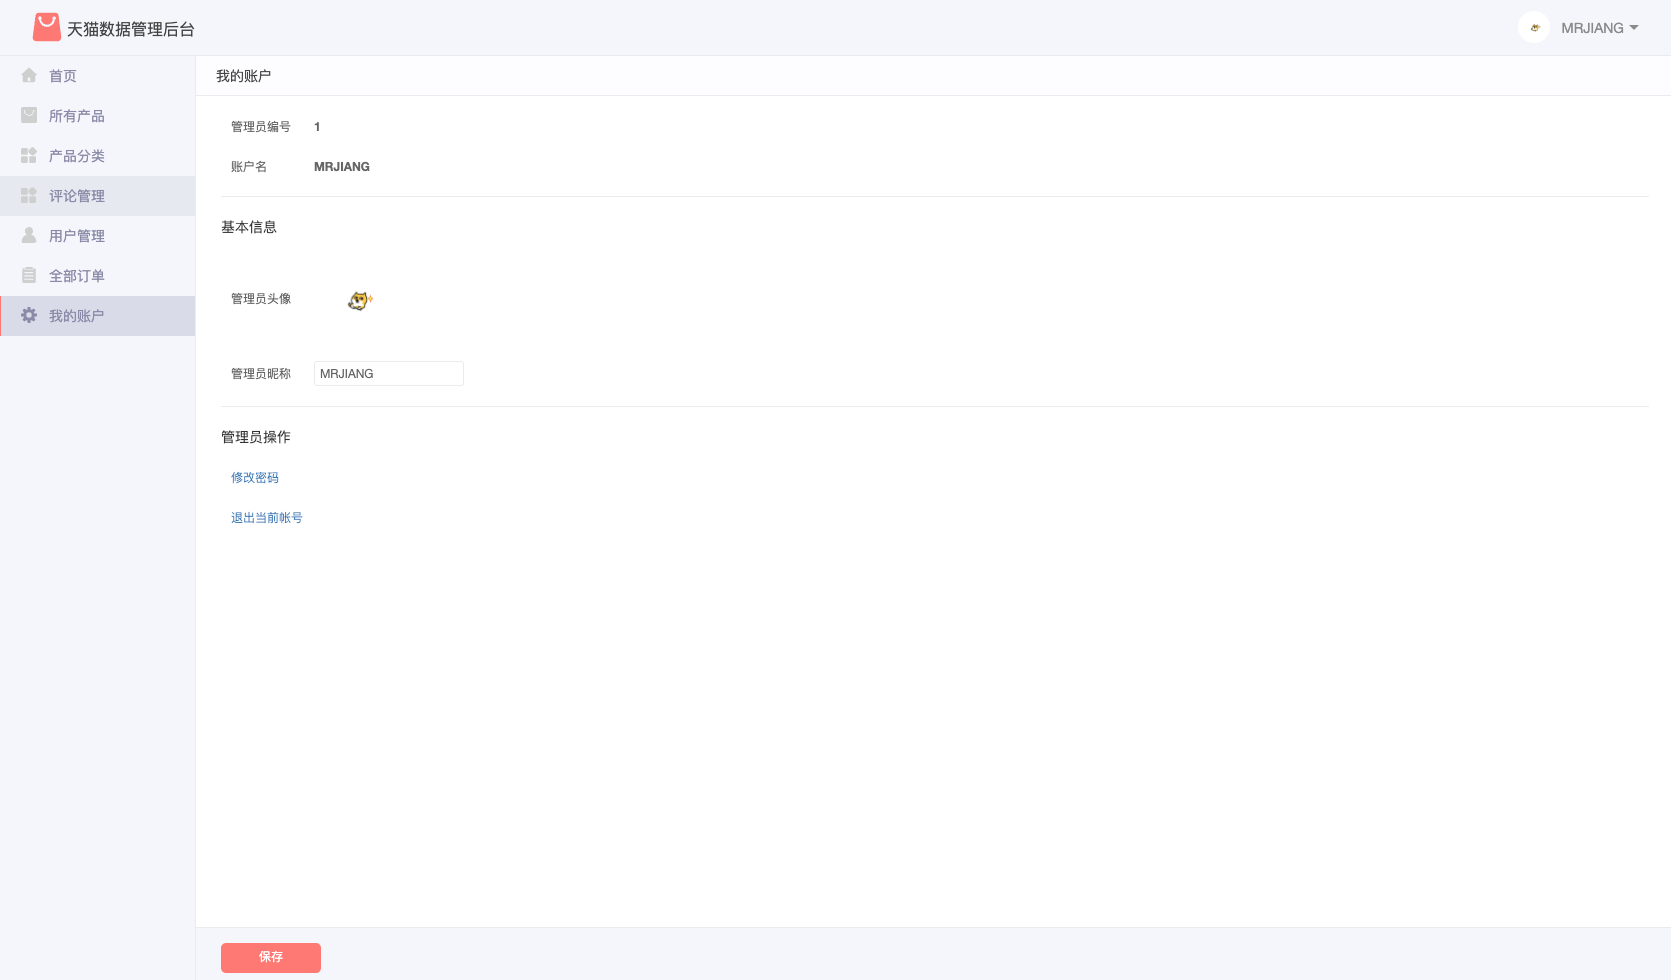 天猫数据管理后台
MRJIANG
首页
所有产品
产品分类
评论管理
用户管理
全部订单
我的账户
我的账户
管理员编号 1
账户名 MRJIANG
基本信息
管理员头像
管理员昵称 MRJIANG
管理员操作
修改密码
退出当前帐号
保存